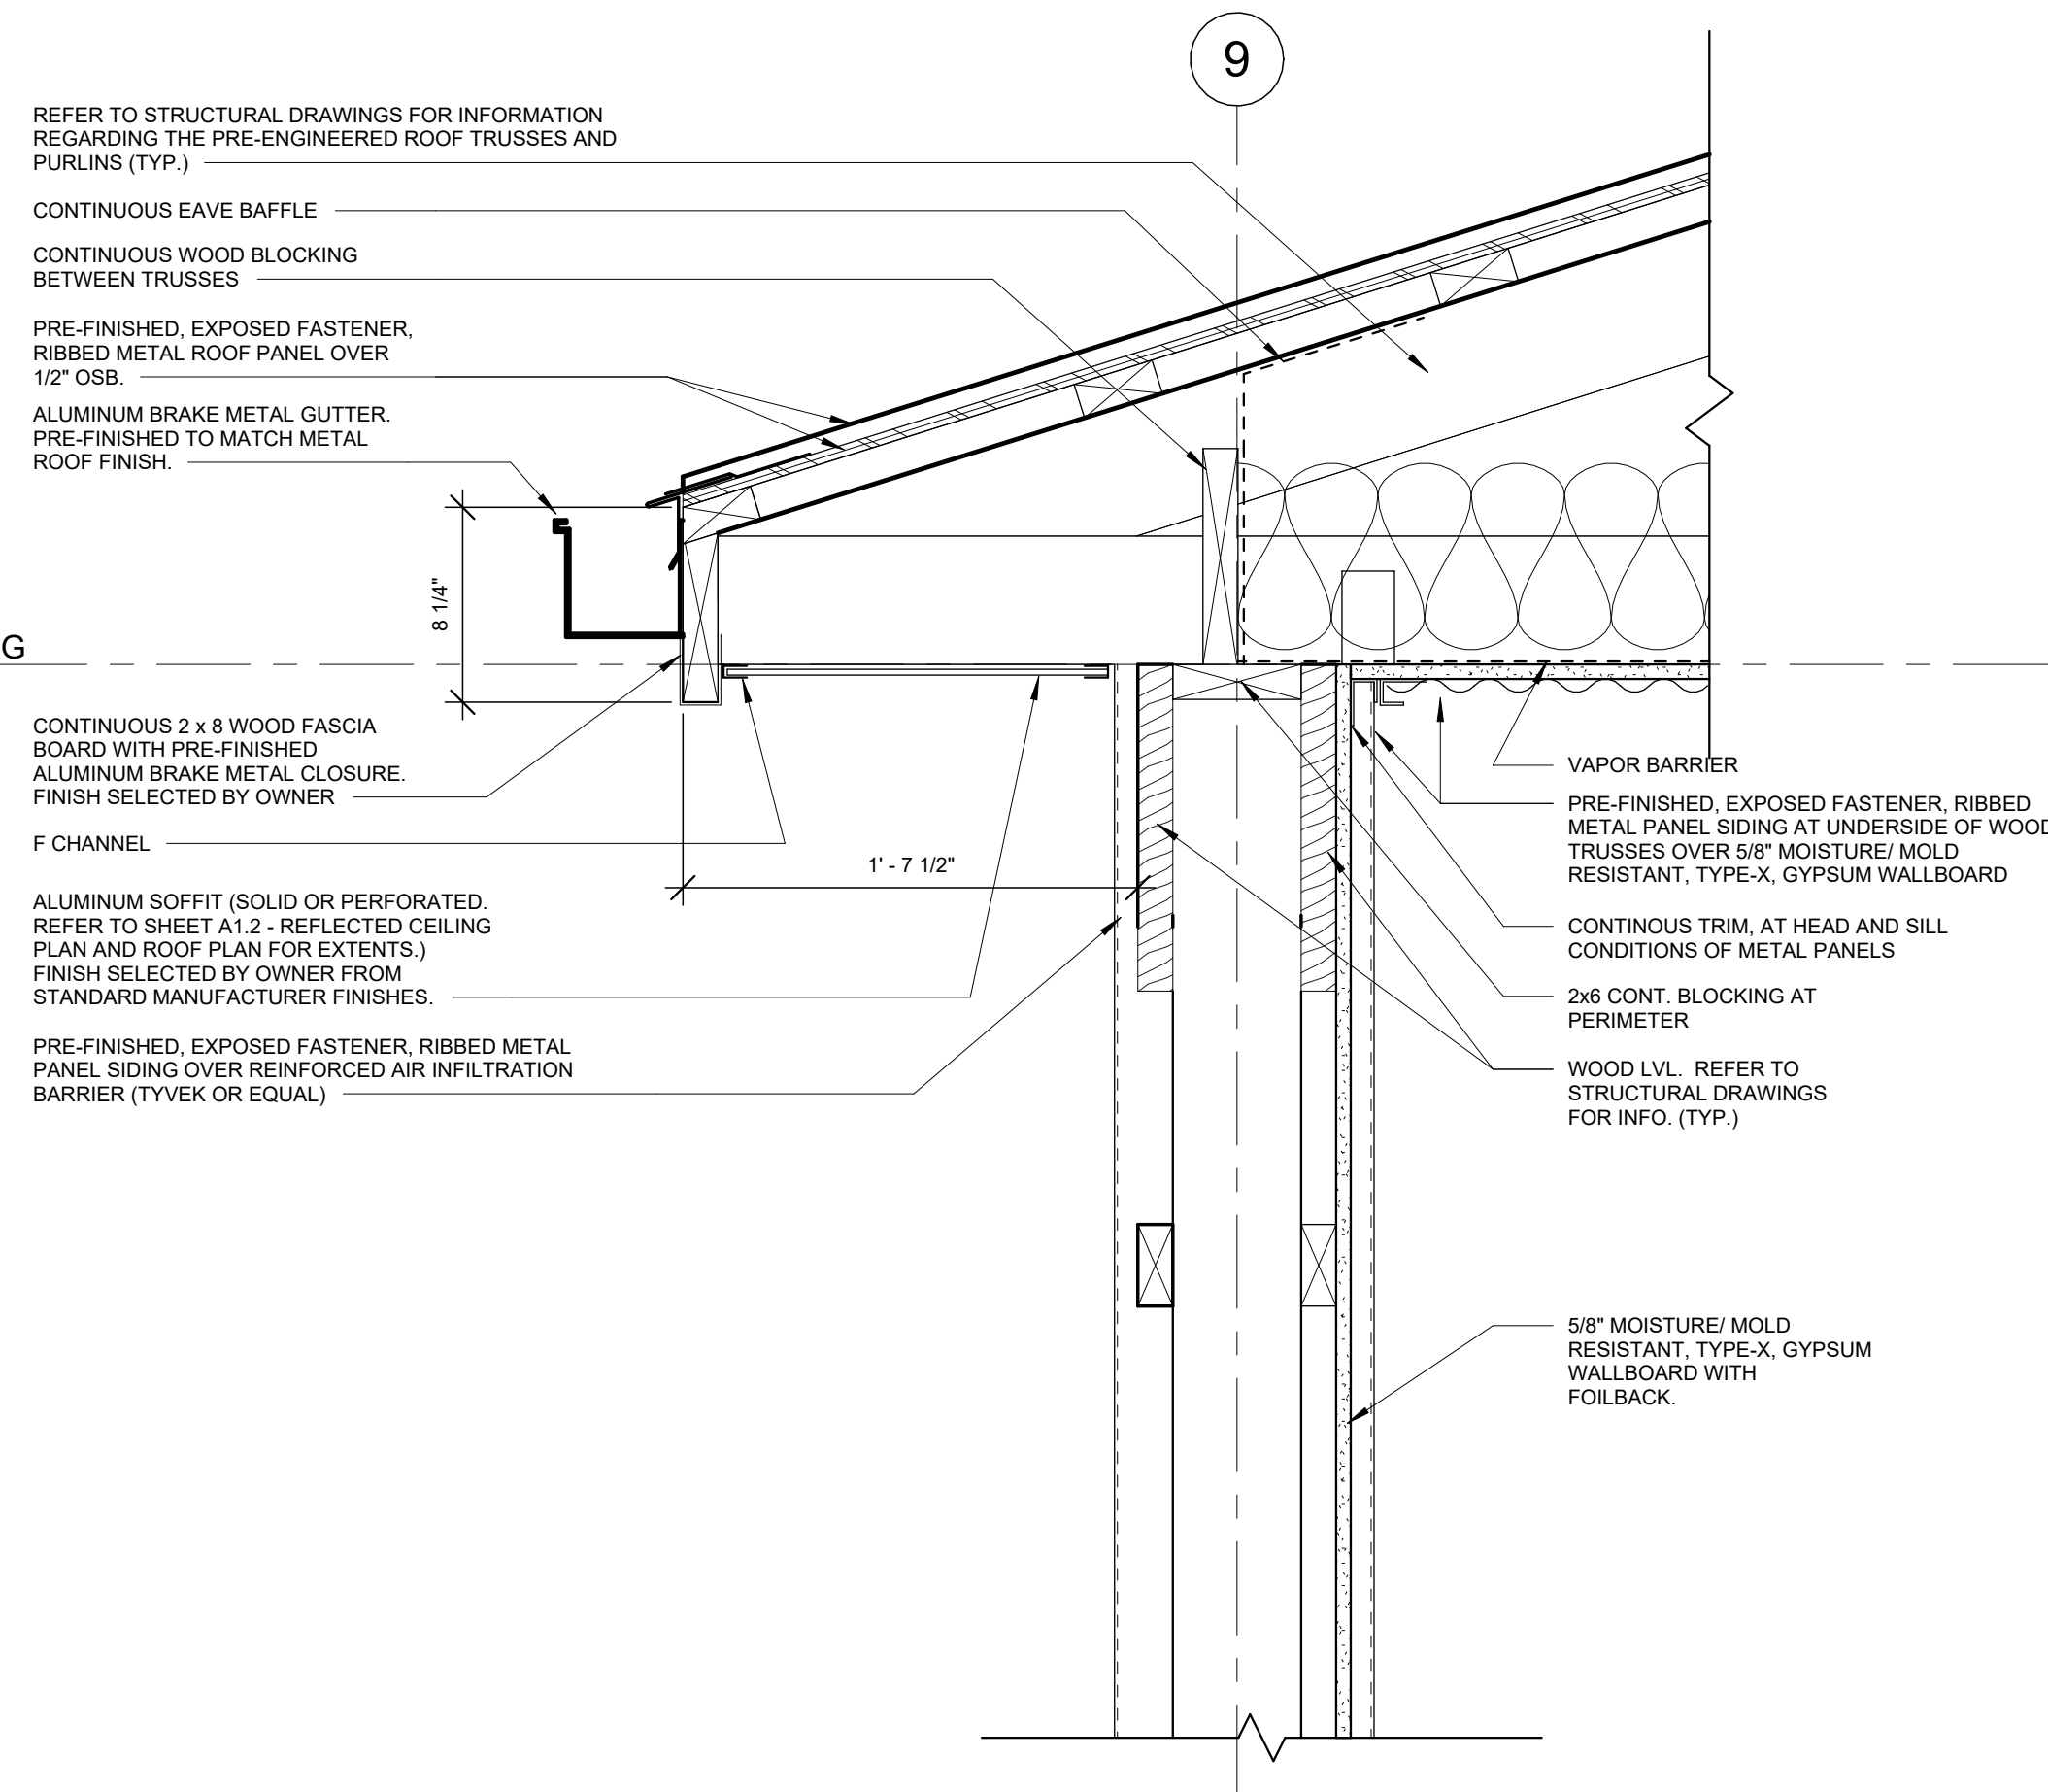 9
REFER TO STRUCTURAL DRAWINGS FOR INFORMATION
REGARDING THE PRE-ENGINEERED ROOF TRUSSES AND
PURLINS (TYP.)
CONTINUOUS EAVE BAFFLE
CONTINUOUS WOOD BLOCKING
BETWEEN TRUSSES
PRE-FINISHED, EXPOSED FASTENER,
RIBBED METAL ROOF PANEL OVER
1/2" OSB.
ALUMINUM BRAKE METAL GUTTER.
PRE-FINISHED TO MATCH METAL
ROOF FINISH.
8 1/4"
G
CONTINUOUS 2 x 8 WOOD FASCIA
BOARD WITH PRE-FINISHED
ALUMINUM BRAKE METAL CLOSURE.
FINISH SELECTED BY OWNER
F CHANNEL
1' - 7 1/2"
ALUMINUM SOFFIT (SOLID OR PERFORATED.
REFER TO SHEET A1.2 - REFLECTED CEILING
PLAN AND ROOF PLAN FOR EXTENTS.)
FINISH SELECTED BY OWNER FROM
STANDARD MANUFACTURER FINISHES.
PRE-FINISHED, EXPOSED FASTENER, RIBBED METAL
PANEL SIDING OVER REINFORCED AIR INFILTRATION
BARRIER (TYVEK OR EQUAL)
VAPOR BARRIER
PRE-FINISHED, EXPOSED FASTENER, RIBBED
METAL PANEL SIDING AT UNDERSIDE OF WOOD
TRUSSES OVER 5/8" MOISTURE/ MOLD
RESISTANT, TYPE-X, GYPSUM WALLBOARD
CONTINOUS TRIM, AT HEAD AND SILL
CONDITIONS OF METAL PANELS
2x6 CONT. BLOCKING AT
PERIMETER
WOOD LVL. REFER TO
STRUCTURAL DRAWINGS
FOR INFO. (TYP.)
5/8" MOISTURE/ MOLD
RESISTANT, TYPE-X, GYPSUM
WALLBOARD WITH
FOILBACK.